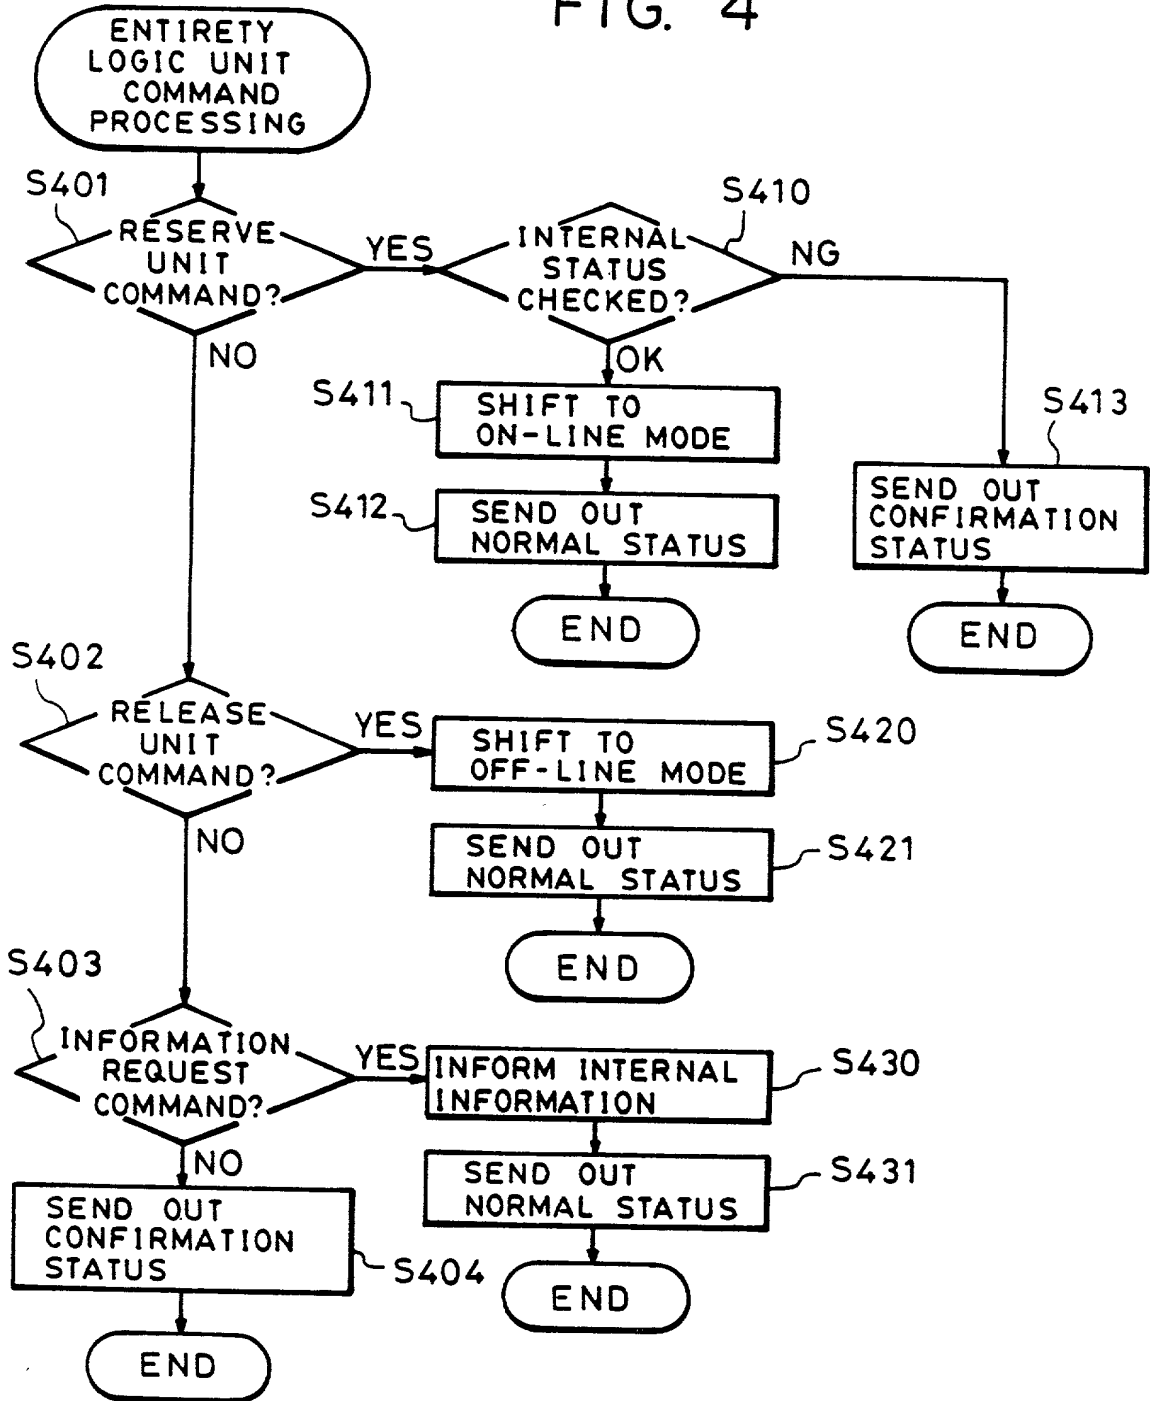 FIG. 4
ENTIRETY
LOGIC UNIT
COMMAND
PROCESSING
S401
RESERVE
UNIT
COMMAND?
YES
NO
S410
INTERNAL
STATUS
CHECKED?
NG
OK
S411
SHIFT TO
ON-LINE MODE
S412
SEND OUT
NORMAL STATUS
END
S413
SEND OUT
CONFIRMATION
STATUS
END
S402
RELEASE
UNIT
COMMAND?
YES
NO
SHIFT TO
OFF-LINE MODE
S420
SEND OUT
NORMAL STATUS
S421
END
S403
INFORMATION
REQUEST
COMMAND?
YES
NO
INFORM INTERNAL
INFORMATION
S430
SEND OUT
NORMAL STATUS
S431
END
SEND OUT
CONFIRMATION
STATUS
S404
END